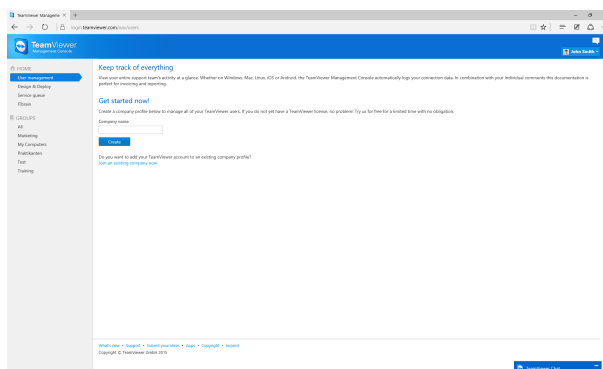 TeamViewer Manageme
login.teamviewer.com/nav/users
TeamViewer
Management Console
John Smith
HOME
User management
Design & Deploy
Service queue
ITbrain
GROUPS
All
Marketing
My Computers
Praktikanten
Test
Training
Keep track of everything
View your entire support team's activity at a glance: Whether on Windows, Mac, Linux, iOS or Android, the TeamViewer Management Console automatically logs your connection data. In combination with your individual comments this documentation is
perfect for invoicing and reporting.
Get started now!
Create a company profile below to manage all of your TeamViewer users. If you do not yet have a TeamViewer license, no problem! Try us for free for a limited time with no obligation.
Company name
Create
Do you want to add your TeamViewer account to an existing company profile?
Join an existing company now.
What's new • Support • Submit your ideas • Apps • Copyright • Imprint
Copyright © TeamViewer GmbH 2015
TeamViewer Chat